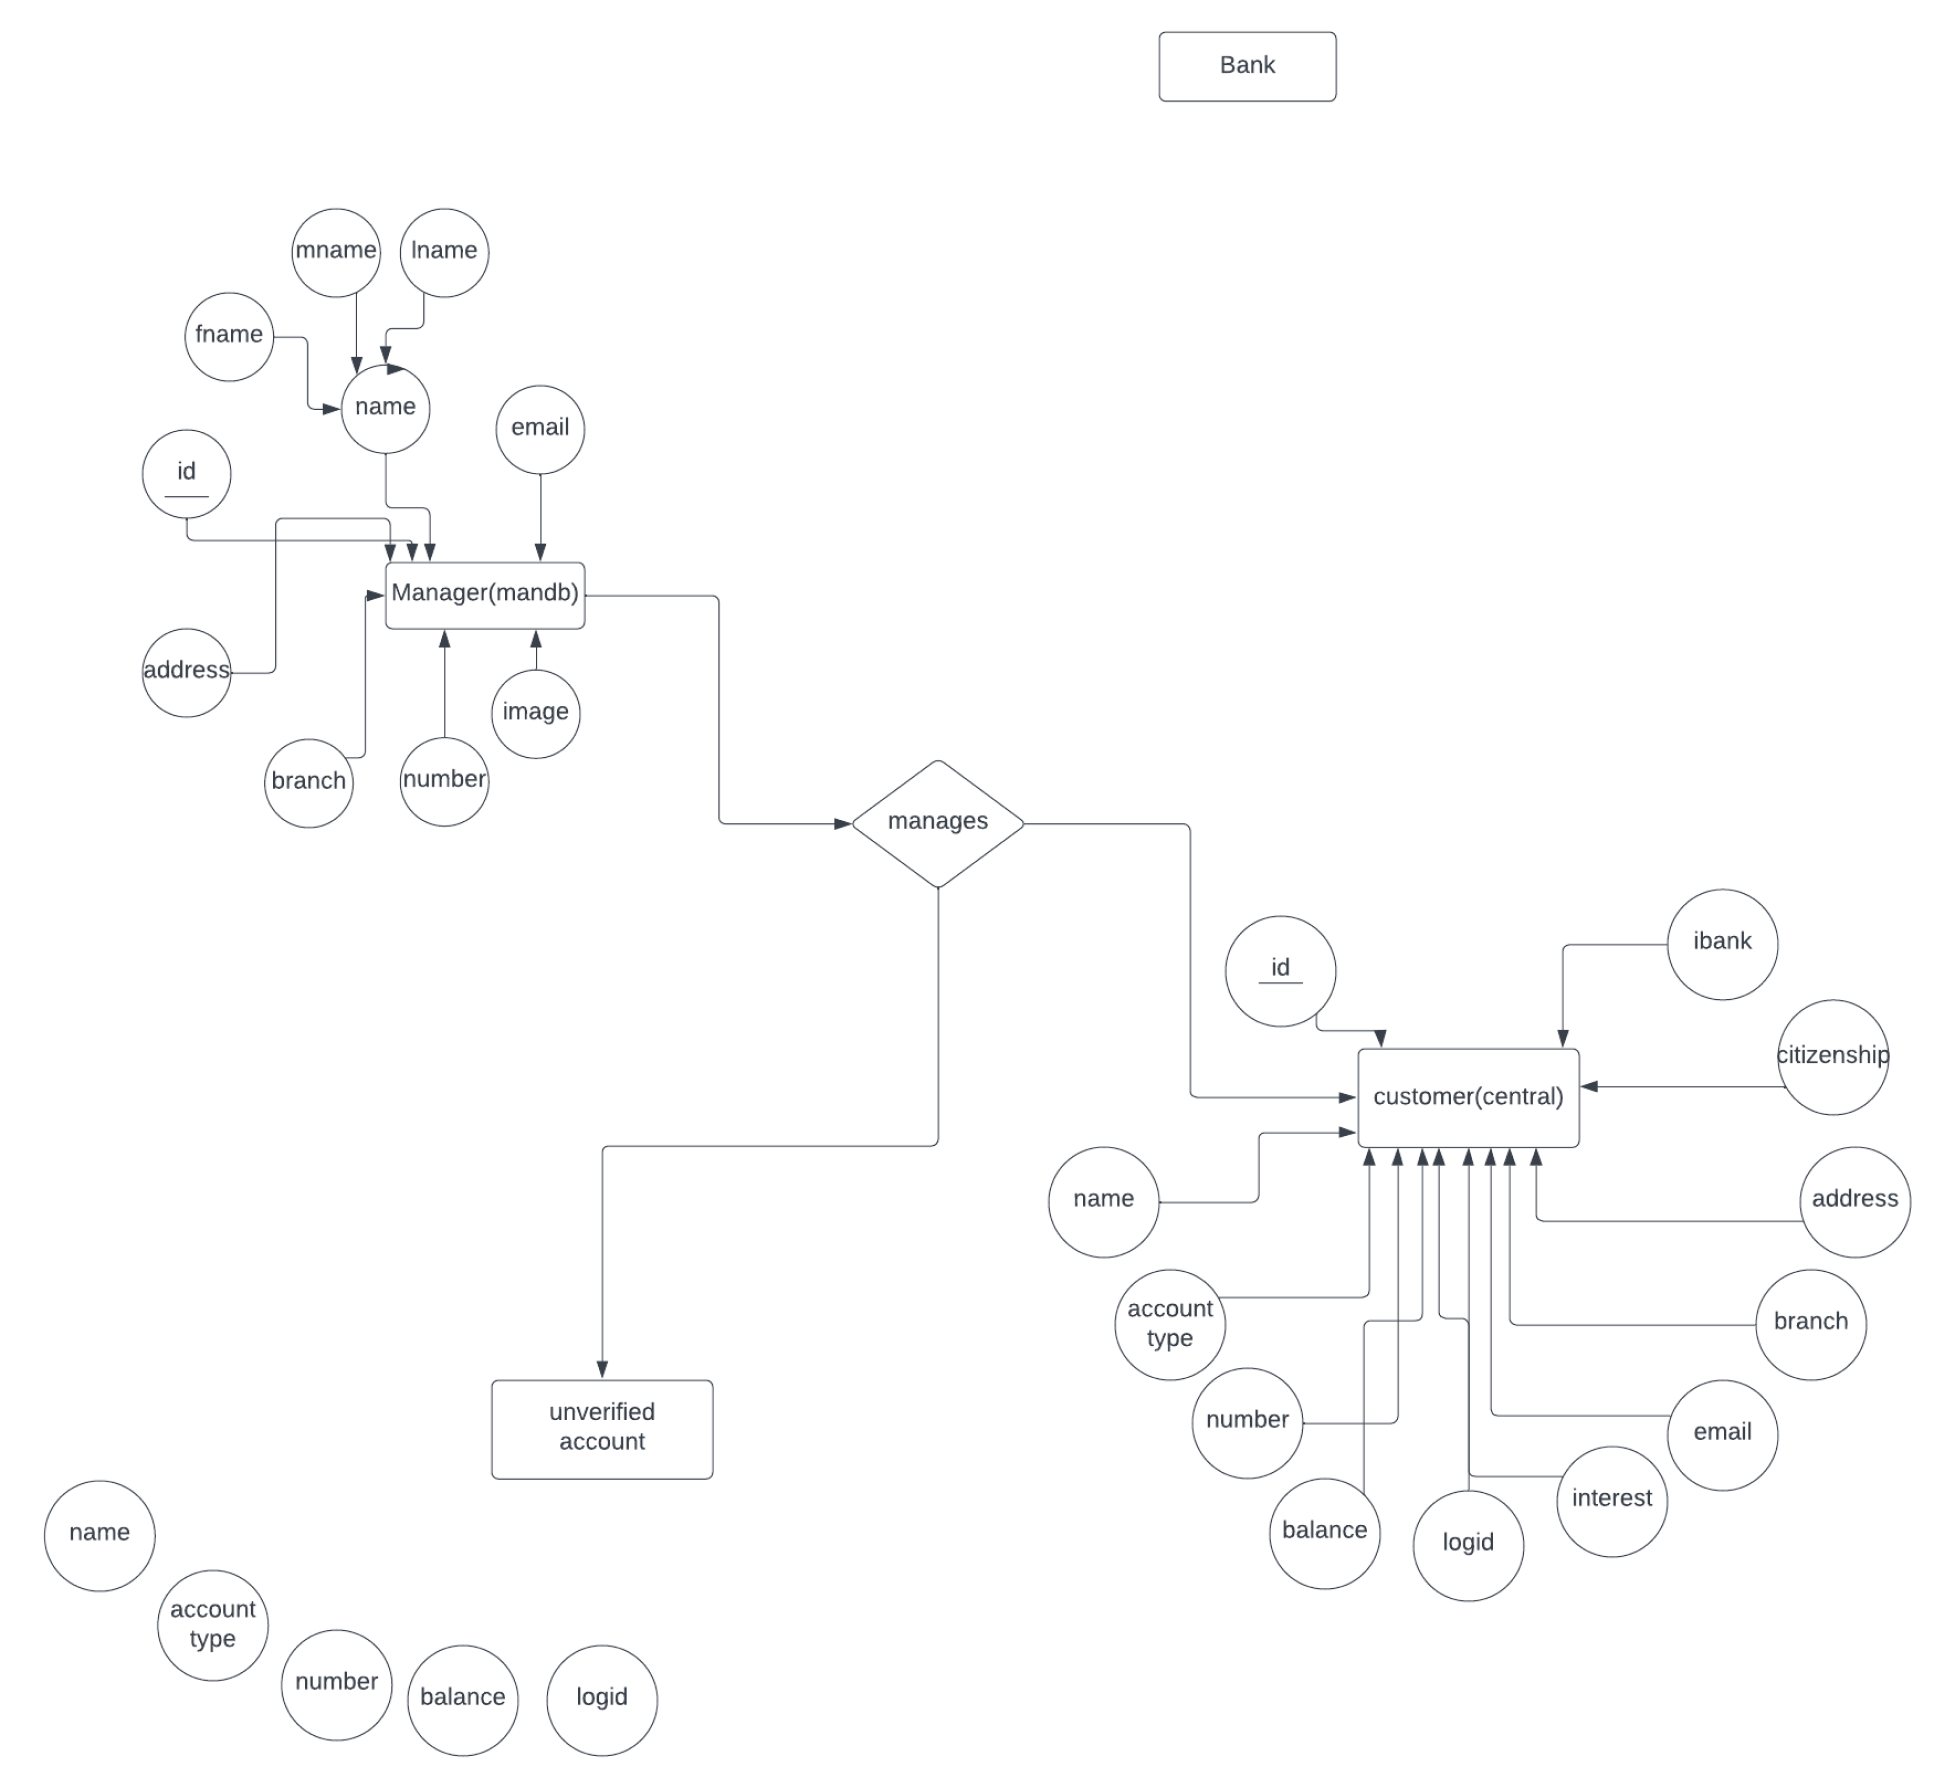 Bank
mname
lname
fname
name
email
id
Manager(mandb)
address
image
branch
number
manages
ibank
id
citizenship
customer(central)
name
address
account
type
branch
number
email
interest
balance
logid
unverified
account
name
account
type
number
balance
logid